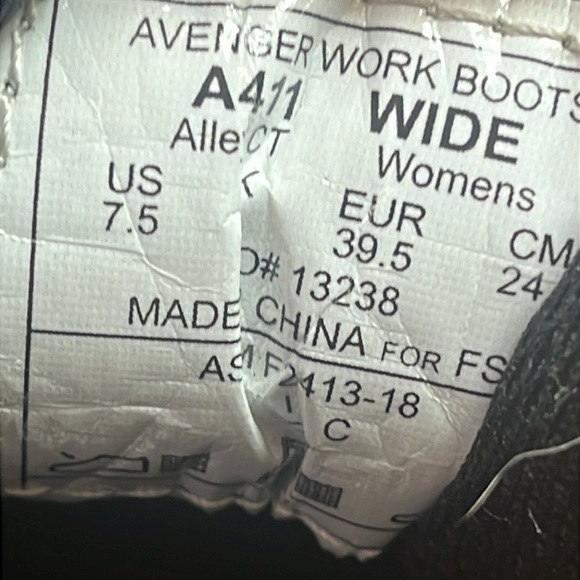 AVENGER WORK BOOTS
A411 WIDE
Womens
US EUR CM
7.5 39.5 24
13238
MADE CHINA FOR FS
F2413-18
C